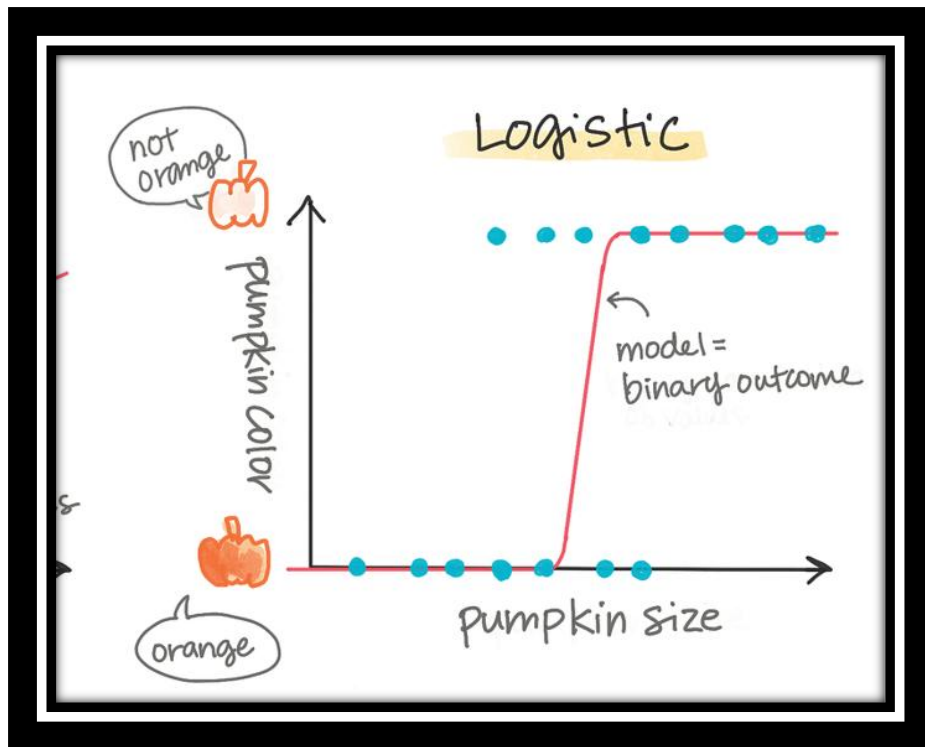 Logistic
not
orange
pumpkin color
model =
binary outcome
s
pumpkin size
orange